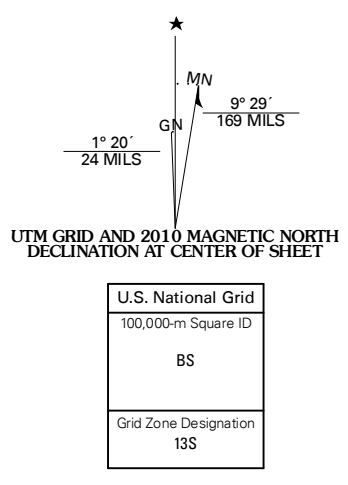 ★
MN
GN
9° 29´
169 MILS
1° 20´
24 MILS
UTM GRID AND 2010 MAGNETIC NORTH
DECLINATION AT CENTER OF SHEET
U.S. National Grid
100,000-m Square ID
BS
Grid Zone Designation
13S